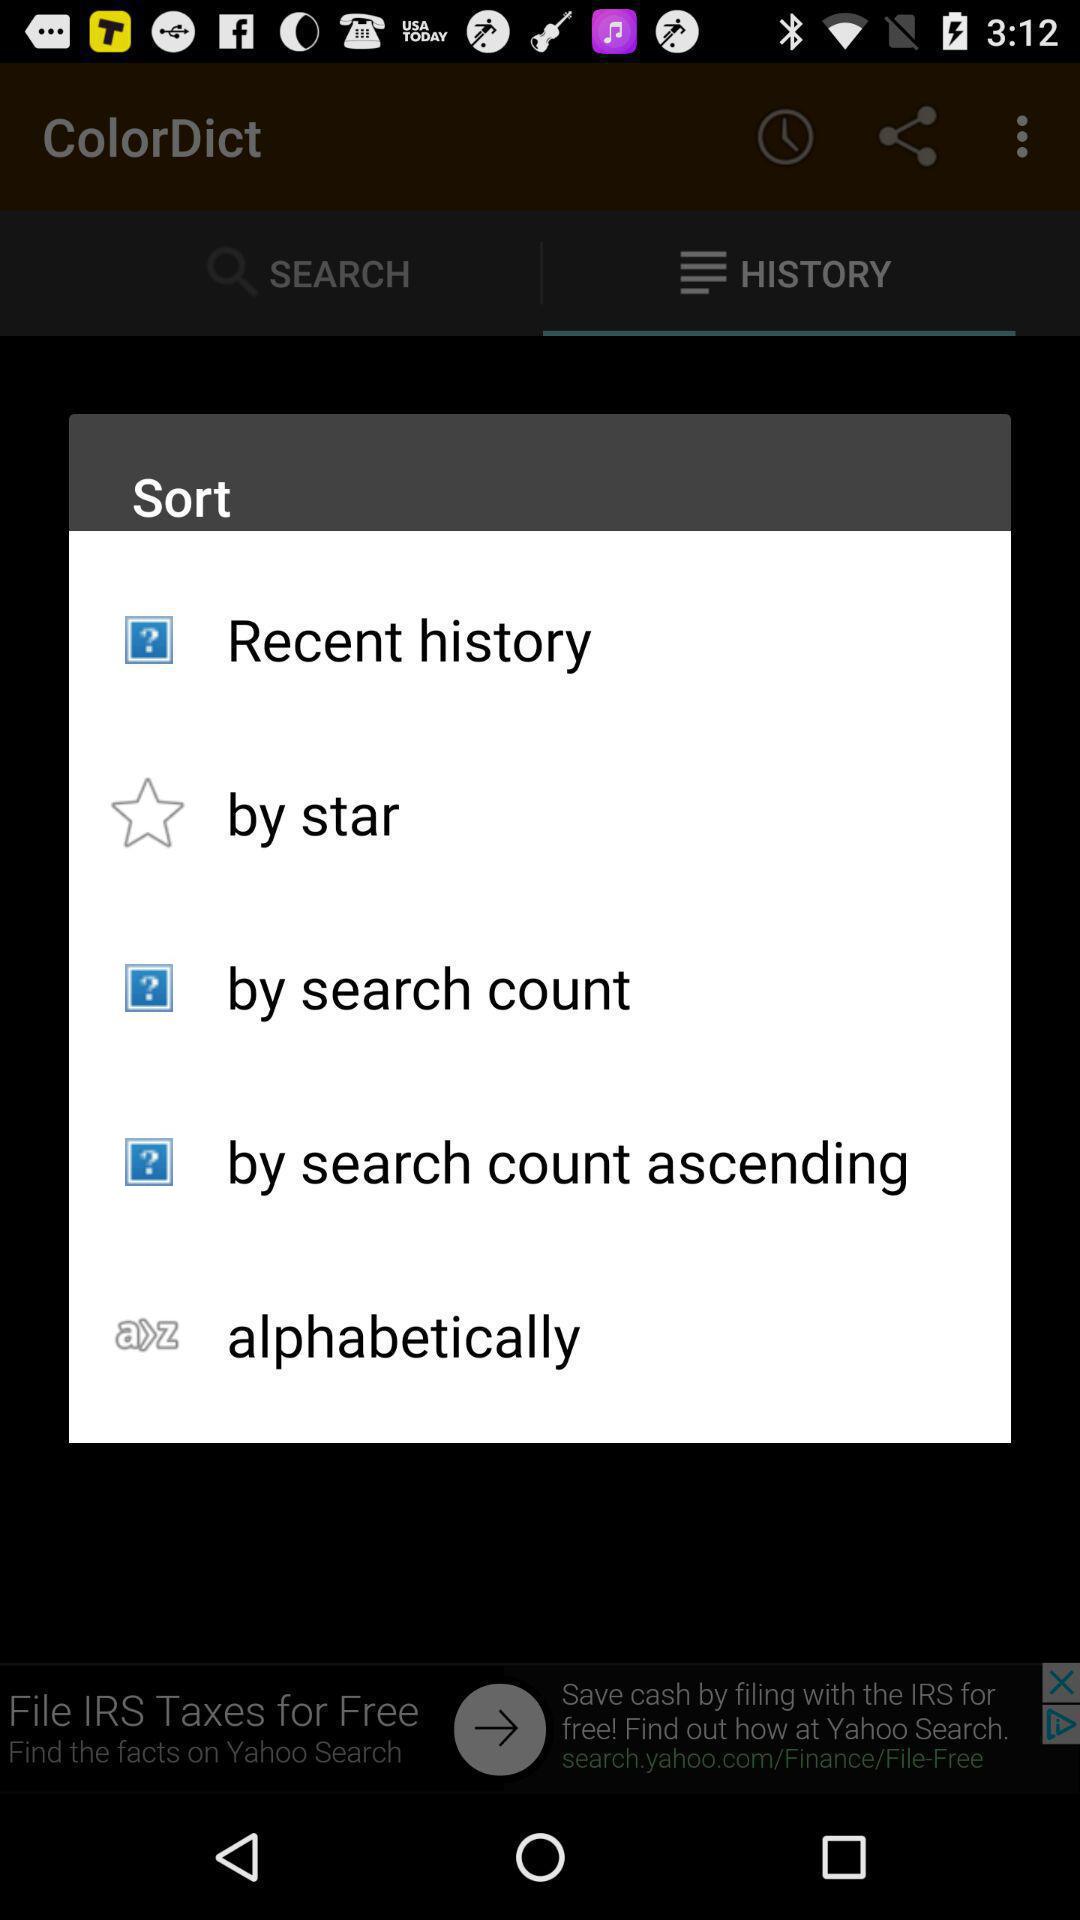 USA
TODAY
3:12
ColorDict
SEARCH
HISTORY
Sort
Recent history
by star
by search count
by search count ascending
a>z alphabetically
File IRS Taxes for Free
Find the facts on Yahoo Search
Save cash by filing with the IRS for
free! Find out how at Yahoo Search.
search.yahoo.com/Finance/File-Free